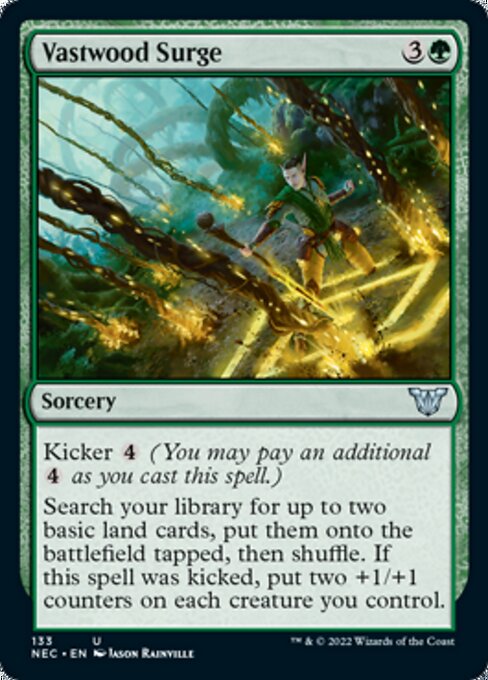 Vastwood Surge 3
Sorcery
Kicker 4 (You may pay an additional
4 as you cast this spell.)
Search your library for up to two
basic land cards, put them onto the
battlefield tapped, then shuffle. If
this spell was kicked, put two +1/+1
counters on each creature you control.
133 U
NEC • EN Jason Rainville
™ & © 2022 Wizards of the Coast